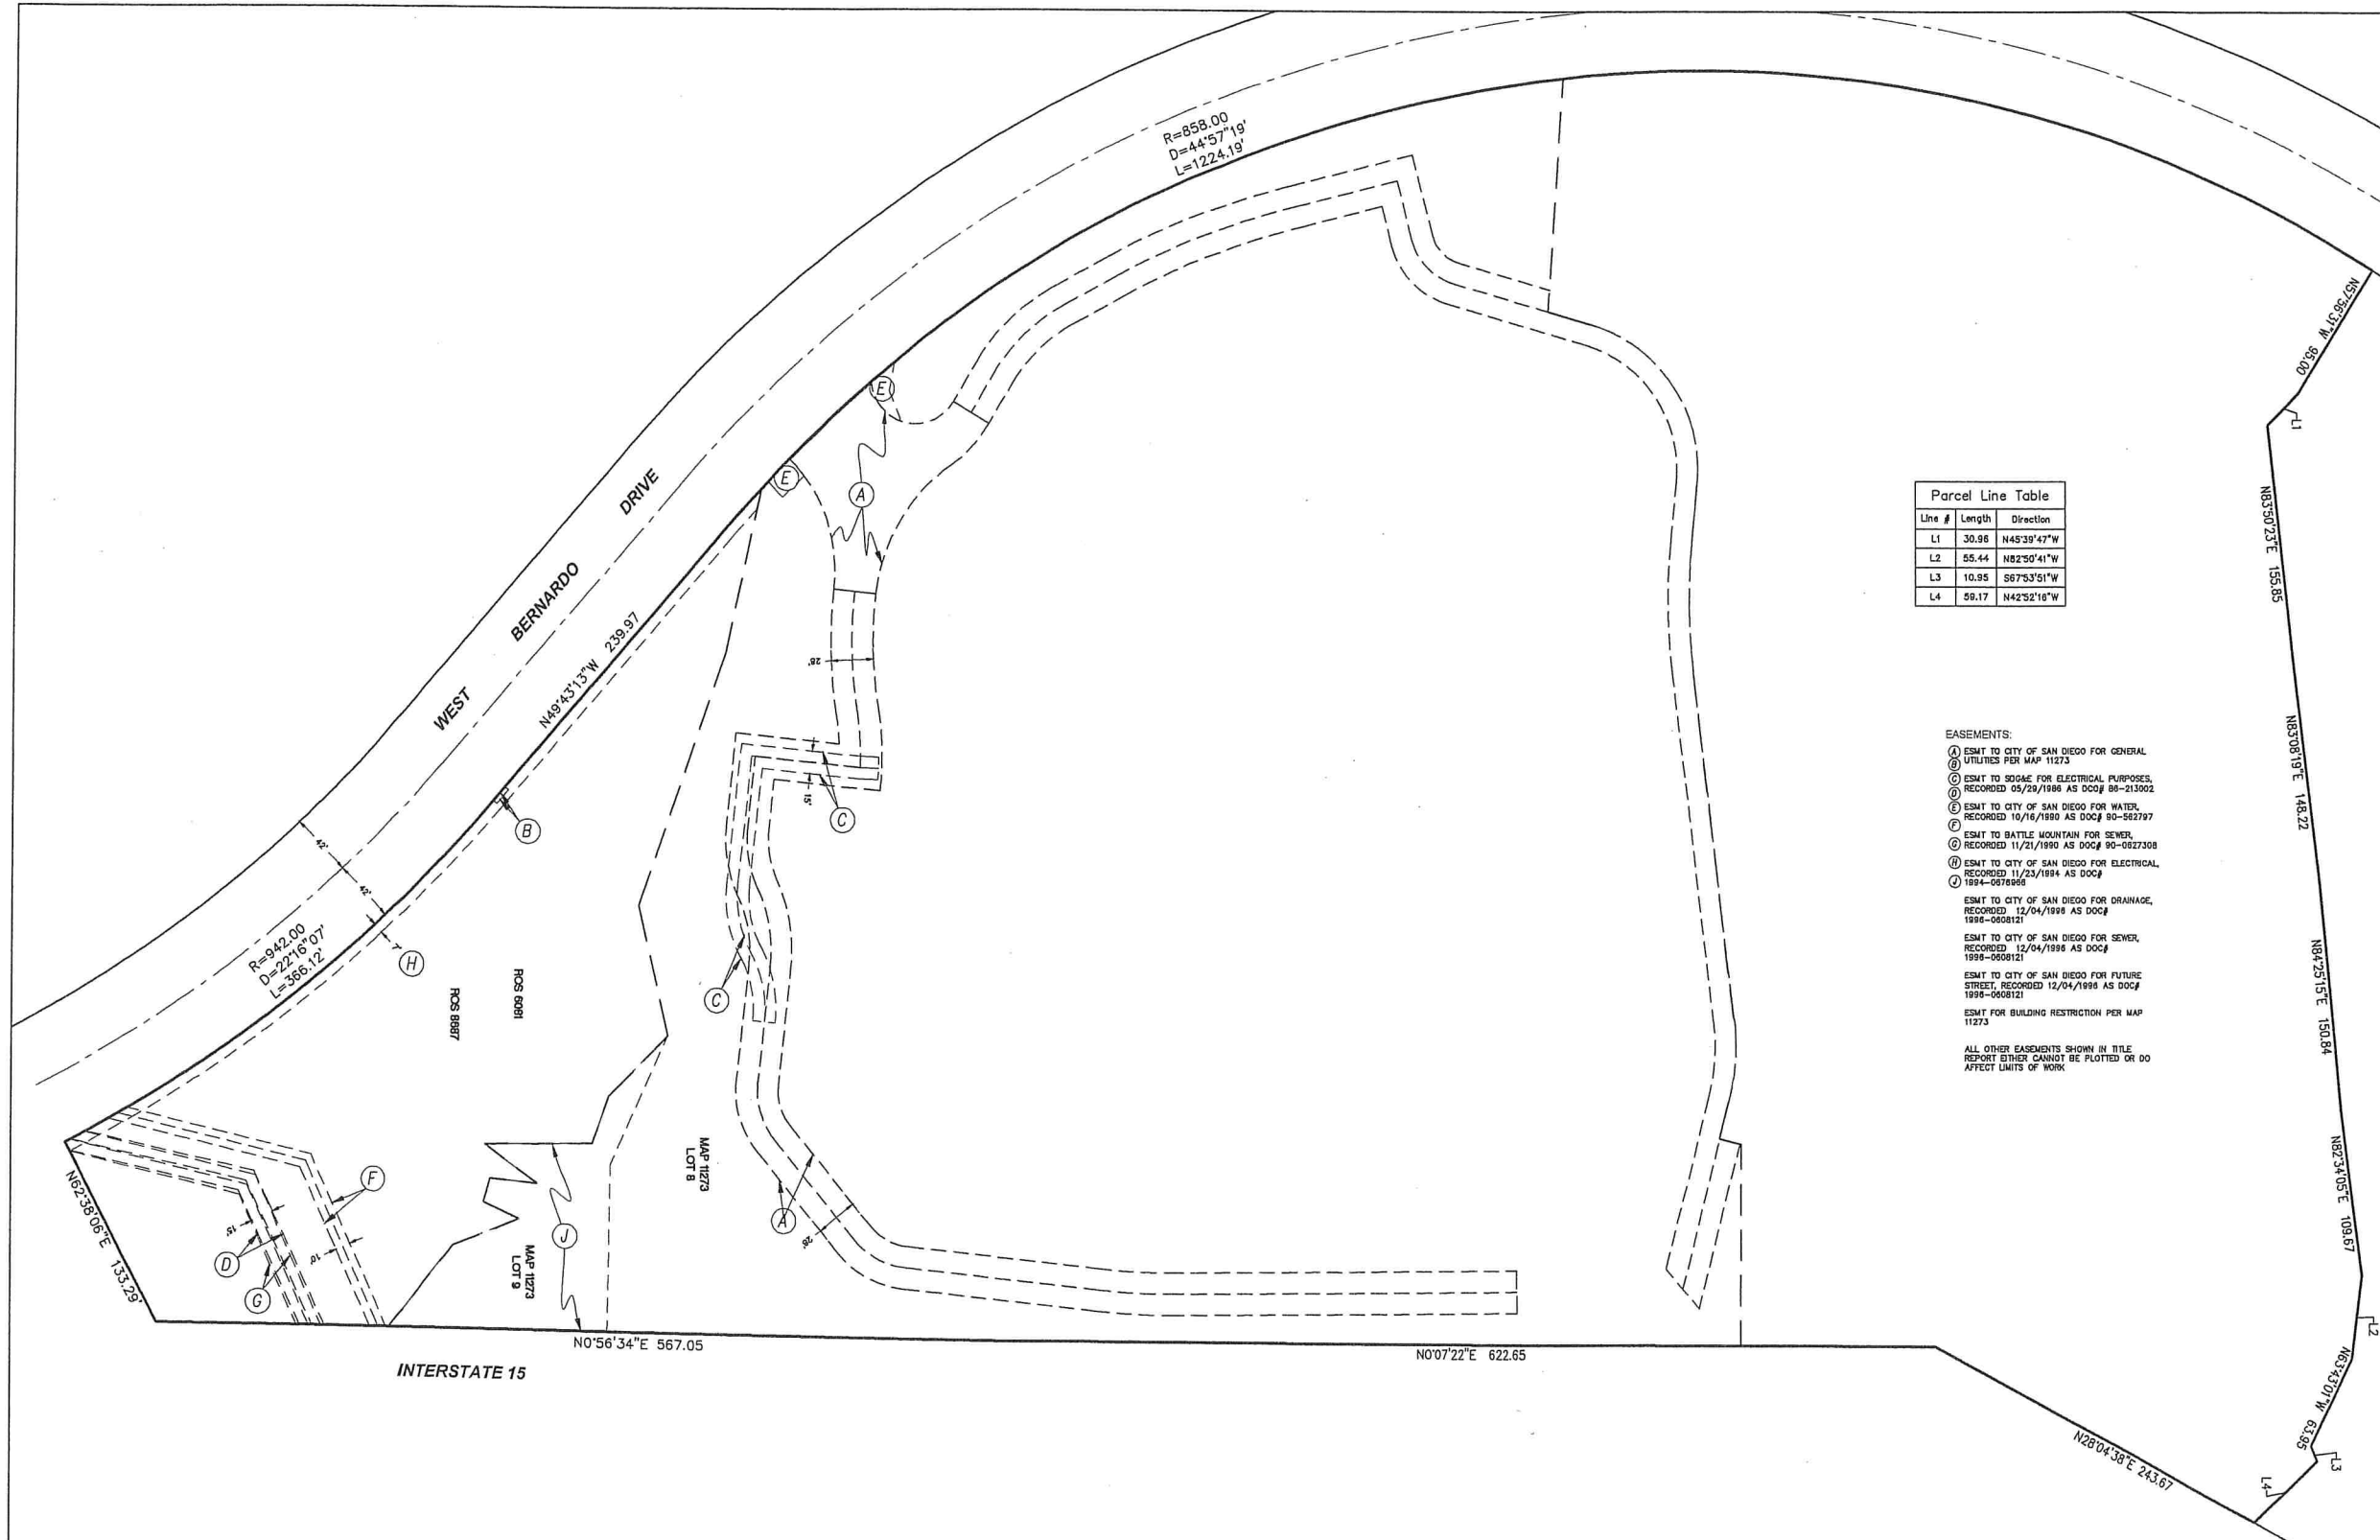 R=858.00
D=44°57"19'
L=1224.19'
N57°56'31"W 95.00
L1
DRIVE
BERNARDO
WEST
E
E
A
N49°43'13"W 239.97
28'
15'
C
B
42'
42'
7'
H
R=942.00
D=22°16"07'
L=366.12'
ROS 6081
ROS 8687
C
Parcel Line Table
Line # Length Direction
L1 30.96 N45°39'47"W
L2 55.44 N82°50'41"W
L3 10.95 S67°53'51"W
L4 59.17 N42°52'16"W
N83°50'23"E 155.85
N83°08'19"E 148.22
N84°25'15"E 150.84
N82°34'05"E 109.67
EASEMENTS:
A ESMT TO CITY OF SAN DIEGO FOR GENERAL
B UTILITIES PER MAP 11273
C ESMT TO SDG&E FOR ELECTRICAL PURPOSES,
D RECORDED 05/29/1986 AS DCO# 86-213002
E ESMT TO CITY OF SAN DIEGO FOR WATER,
RECORDED 10/16/1990 AS DOC# 90-562797
F
ESMT TO BATTLE MOUNTAIN FOR SEWER,
G RECORDED 11/21/1990 AS DOC# 90-0627308
H ESMT TO CITY OF SAN DIEGO FOR ELECTRICAL,
RECORDED 11/23/1994 AS DOC#
J 1994-0676966
ESMT TO CITY OF SAN DIEGO FOR DRAINAGE,
RECORDED 12/04/1996 AS DOC#
1996-0608121
ESMT TO CITY OF SAN DIEGO FOR SEWER,
RECORDED 12/04/1996 AS DOC#
1996-0608121
ESMT TO CITY OF SAN DIEGO FOR FUTURE
STREET, RECORDED 12/04/1996 AS DOC#
1996-0608121
ESMT FOR BUILDING RESTRICTION PER MAP
11273
ALL OTHER EASEMENTS SHOWN IN TITLE
REPORT EITHER CANNOT BE PLOTTED OR DO
AFFECT LIMITS OF WORK
MAP 11273
LOT 8
A
28'
F
15'
D
10'
G
J
MAP 11273
LOT 9
N62°38'06"E 133.29'
N0°56'34"E 567.05
INTERSTATE 15
N0°07'22"E 622.65
L2
N63°43'01"W 63.95
L3
L4
N28°04'38"E 243.67